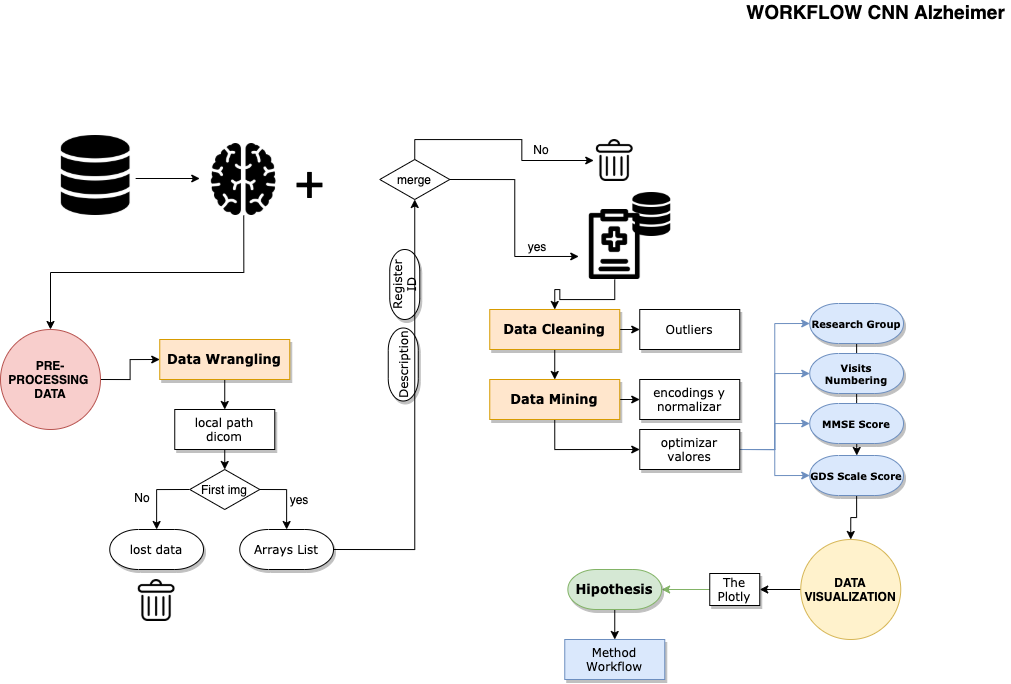 WORKFLOW CNN Alzheimer
No
merge
yes
Register
ID
Description
PRE-
PROCESSING
DATA
Data Wrangling
local path
dicom
First img
No
yes
lost data
Arrays List
Data Cleaning
Outliers
Data Mining
encodings y
normalizar
optimizar
valores
Research Group
Visits
Numbering
MMSE Score
GDS Scale Score
DATA
VISUALIZATION
The
Plotly
Hipothesis
Method
Workflow